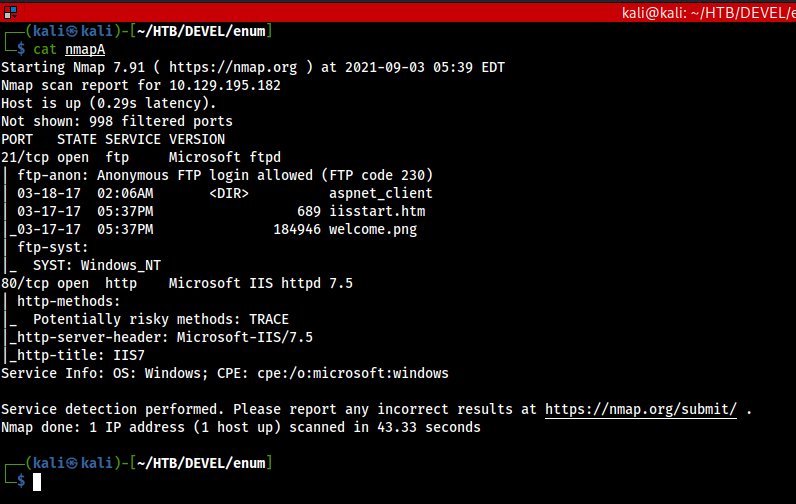 kali@kali: ~/HTB/DEVEL/e
┌──(kali㉿kali)-[~/HTB/DEVEL/enum]
└─$ cat nmapA
Starting Nmap 7.91 ( https://nmap.org ) at 2021-09-03 05:39 EDT
Nmap scan report for 10.129.195.182
Host is up (0.29s latency).
Not shown: 998 filtered ports
PORT   STATE SERVICE VERSION
21/tcp open  ftp     Microsoft ftpd
| ftp-anon: Anonymous FTP login allowed (FTP code 230)
| 03-18-17  02:06AM       <DIR>          aspnet_client
| 03-17-17  05:37PM                  689 iisstart.htm
|_03-17-17  05:37PM               184946 welcome.png
| ftp-syst:
|_  SYST: Windows_NT
80/tcp open  http    Microsoft IIS httpd 7.5
| http-methods:
|_  Potentially risky methods: TRACE
|_http-server-header: Microsoft-IIS/7.5
|_http-title: IIS7
Service Info: OS: Windows; CPE: cpe:/o:microsoft:windows
Service detection performed. Please report any incorrect results at https://nmap.org/submit/ .
Nmap done: 1 IP address (1 host up) scanned in 43.33 seconds
┌──(kali㉿kali)-[~/HTB/DEVEL/enum]
└─$